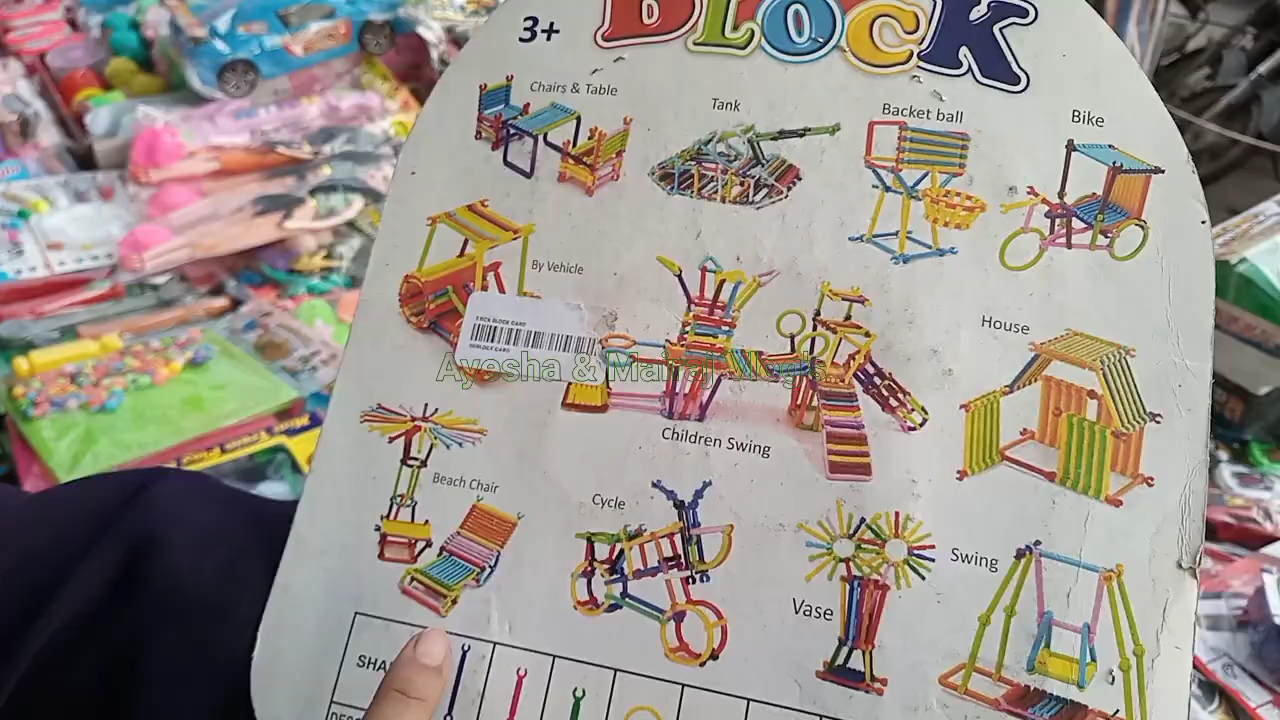 3+
BLOCK
Chairs & Table
Tank
Backet ball
Bike
By Vehicle
House
Ayesha & Mairaj Vlogs
Children Swing
Beach Chair
Cycle
Swing
Vase